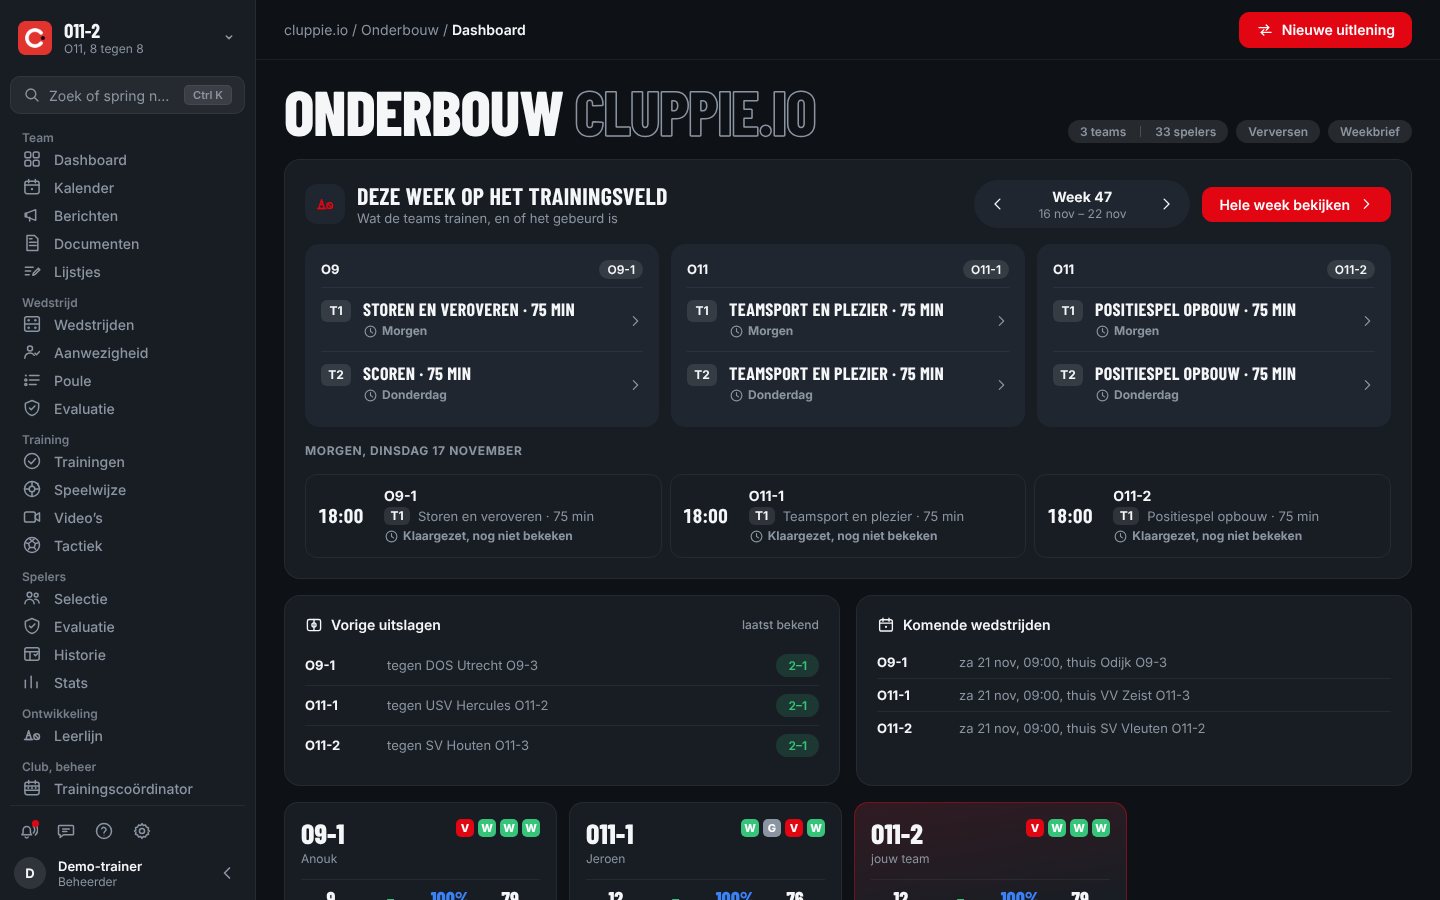 O11-2
O11, 8 tegen 8
Zoek of spring n... Ctrl K
Team
Dashboard
Kalender
Berichten
Documenten
Lijstjes
Wedstrijd
Wedstrijden
Aanwezigheid
Poule
Evaluatie
Training
Trainingen
Speelwijze
Video's
Tactiek
Spelers
Selectie
Evaluatie
Historie
Stats
Ontwikkeling
Leerlijn
Club, beheer
Trainingscoördinator
D
Demo-trainer
Beheerder
cluppie.io / Onderbouw / Dashboard
Nieuwe uitlening
ONDERBOUW CLUPPIE.IO
3 teams 33 spelers Verversen Weekbrief
DEZE WEEK OP HET TRAININGSVELD
Wat de teams trainen, en of het gebeurd is
Week 47
16 nov – 22 nov
Hele week bekijken
O9 O9-1
T1 STOREN EN VEROVEREN · 75 MIN
Morgen
T2 SCOREN · 75 MIN
Donderdag
O11 O11-1
T1 TEAMSPORT EN PLEZIER · 75 MIN
Morgen
T2 TEAMSPORT EN PLEZIER · 75 MIN
Donderdag
O11 O11-2
T1 POSITIESPEL OPBOUW · 75 MIN
Morgen
T2 POSITIESPEL OPBOUW · 75 MIN
Donderdag
MORGEN, DINSDAG 17 NOVEMBER
18:00
O9-1
T1 Storen en veroveren · 75 min
Klaargezet, nog niet bekeken
18:00
O11-1
T1 Teamsport en plezier · 75 min
Klaargezet, nog niet bekeken
18:00
O11-2
T1 Positiespel opbouw · 75 min
Klaargezet, nog niet bekeken
Vorige uitslagen laatst bekend
O9-1 tegen DOS Utrecht O9-3 2–1
O11-1 tegen USV Hercules O11-2 2–1
O11-2 tegen SV Houten O11-3 2–1
Komende wedstrijden
O9-1 za 21 nov, 09:00, thuis Odijk O9-3
O11-1 za 21 nov, 09:00, thuis VV Zeist O11-3
O11-2 za 21 nov, 09:00, thuis SV Vleuten O11-2
O9-1 V W W W
Anouk
9 100% 79
O11-1 W G V W
Jeroen
12 100% 76
O11-2 V W W W
jouw team
12 100% 79